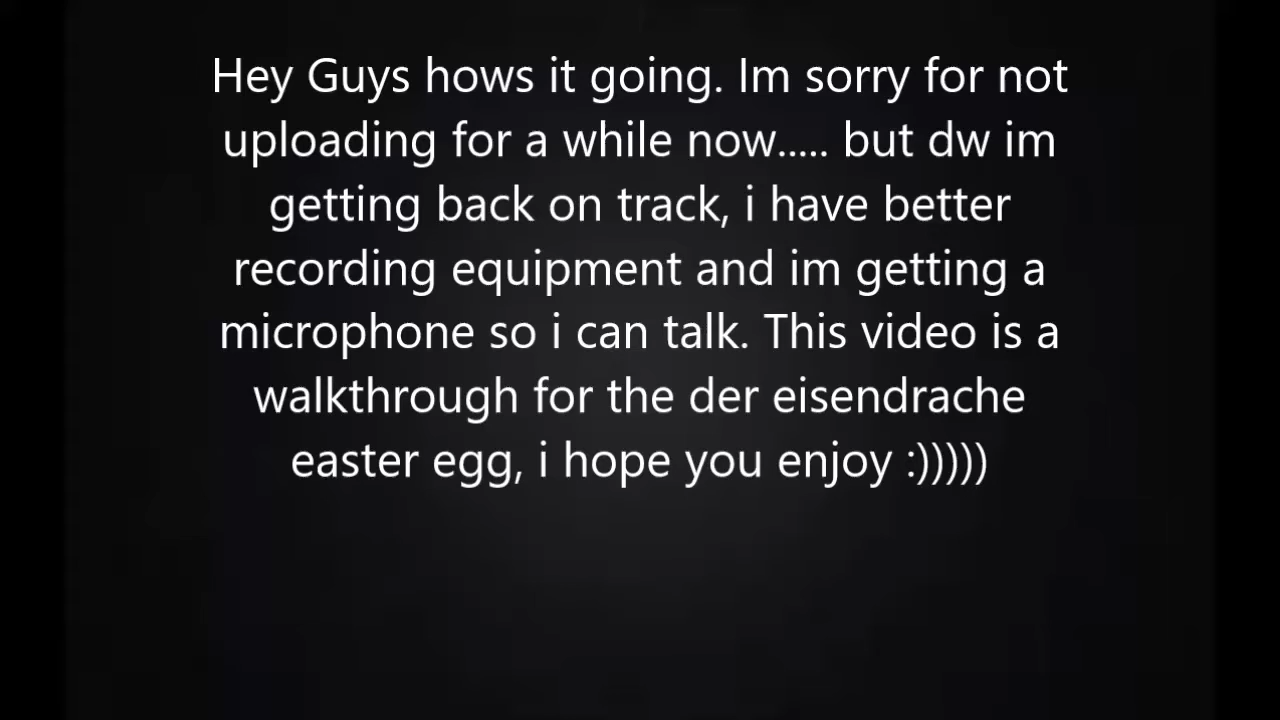 Hey Guys hows it going. Im sorry for not
uploading for a while now..... but dw im
getting back on track, i have better
recording equipment and im getting a
microphone so i can talk. This video is a
walkthrough for the der eisendrache
easter egg, i hope you enjoy :)))))